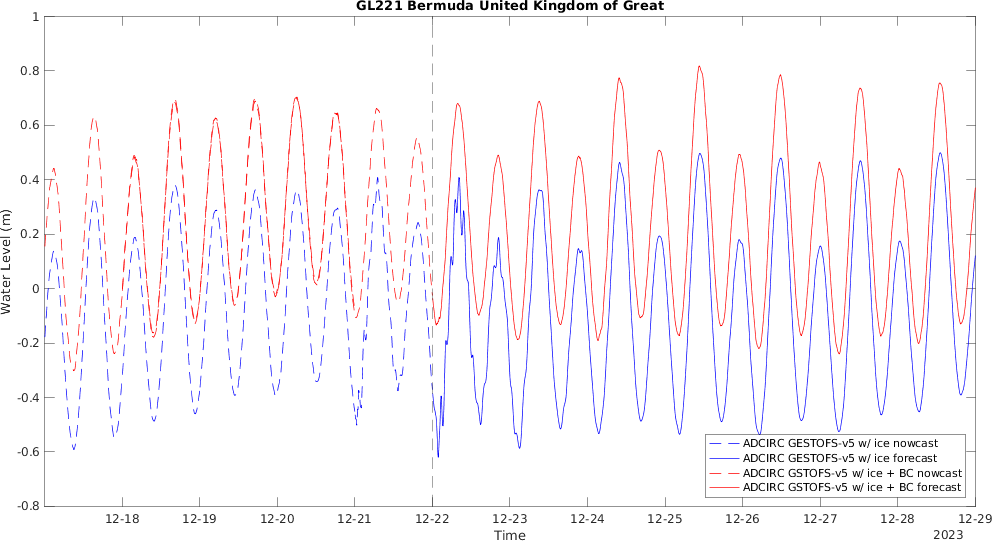 GL221 Bermuda United Kingdom of Great
1
0.8
0.6
0.4
0.2
0
-0.2
-0.4
-0.6
-0.8
Water Level (m)
ADCIRC GESTOFS-v5 w/ ice nowcast
ADCIRC GESTOFS-v5 w/ ice forecast
ADCIRC GSTOFS-v5 w/ ice + BC nowcast
ADCIRC GSTOFS-v5 w/ ice + BC forecast
12-18 12-19 12-20 12-21 12-22 12-23 12-24 12-25 12-26 12-27 12-28 12-29
Time
2023